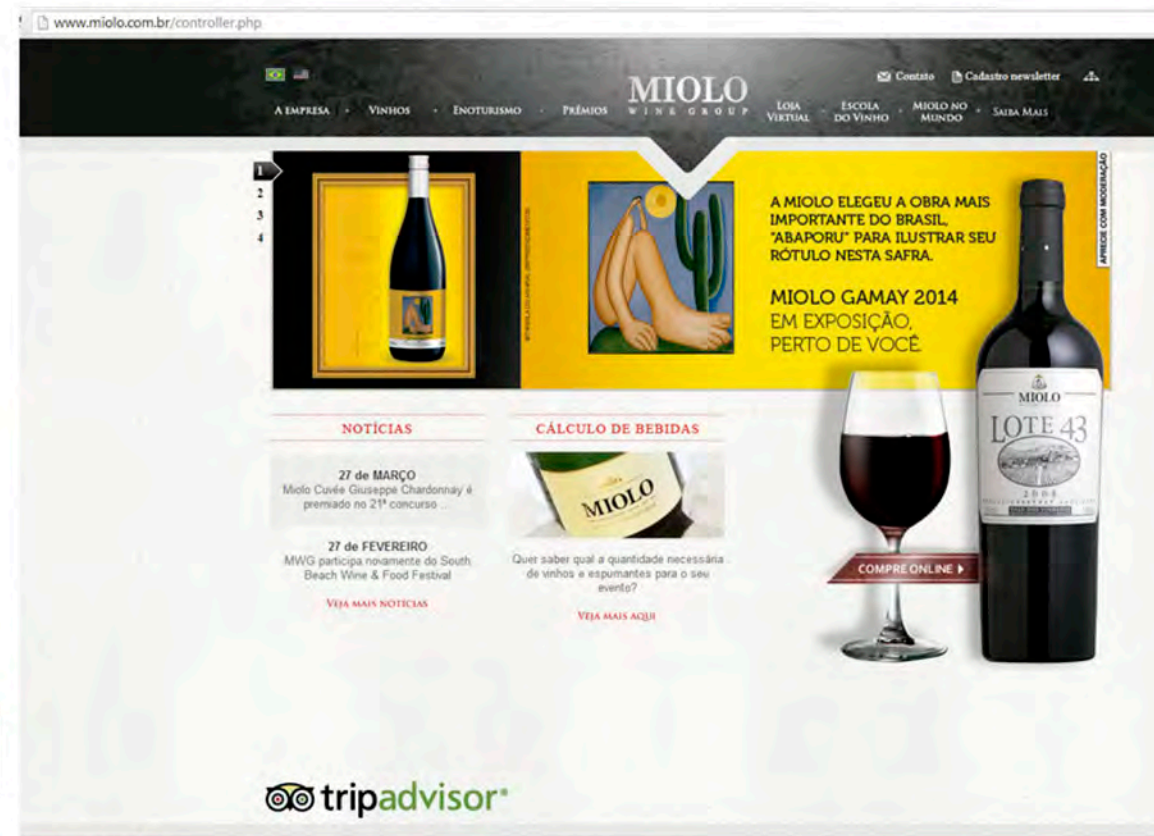 www.miolo.com.br/controller.php
Contato
Cadastro newsletter
A EMPRESA
VINHOS
ENOTURISMO
PRÊMIOS
MIOLO
WINE GROUP
LOJA
VIRTUAL
ESCOLA
DO VINHO
MIOLO NO
MUNDO
SAIBA MAIS
1
2
3
4
A MIOLO ELEGEU A OBRA MAIS
IMPORTANTE DO BRASIL,
"ABAPORU" PARA ILUSTRAR SEU
RÓTULO NESTA SAFRA.
MIOLO GAMAY 2014
EM EXPOSIÇÃO,
PERTO DE VOCÊ.
APRECIE COM MODERAÇÃO
MIOLO
LOTE 43
2008
COMPRE ONLINE
NOTÍCIAS
27 de MARÇO
Miolo Cuvée Giuseppe Chardonnay é
premiado no 21º concurso ...
27 de FEVEREIRO
MWG participa novamente do South
Beach Wine & Food Festival
VEJA MAIS NOTÍCIAS
CÁLCULO DE BEBIDAS
MIOLO
Quer saber qual a quantidade necessária
de vinhos e espumantes para o seu
evento?
VEJA MAIS AQUI
tripadvisor